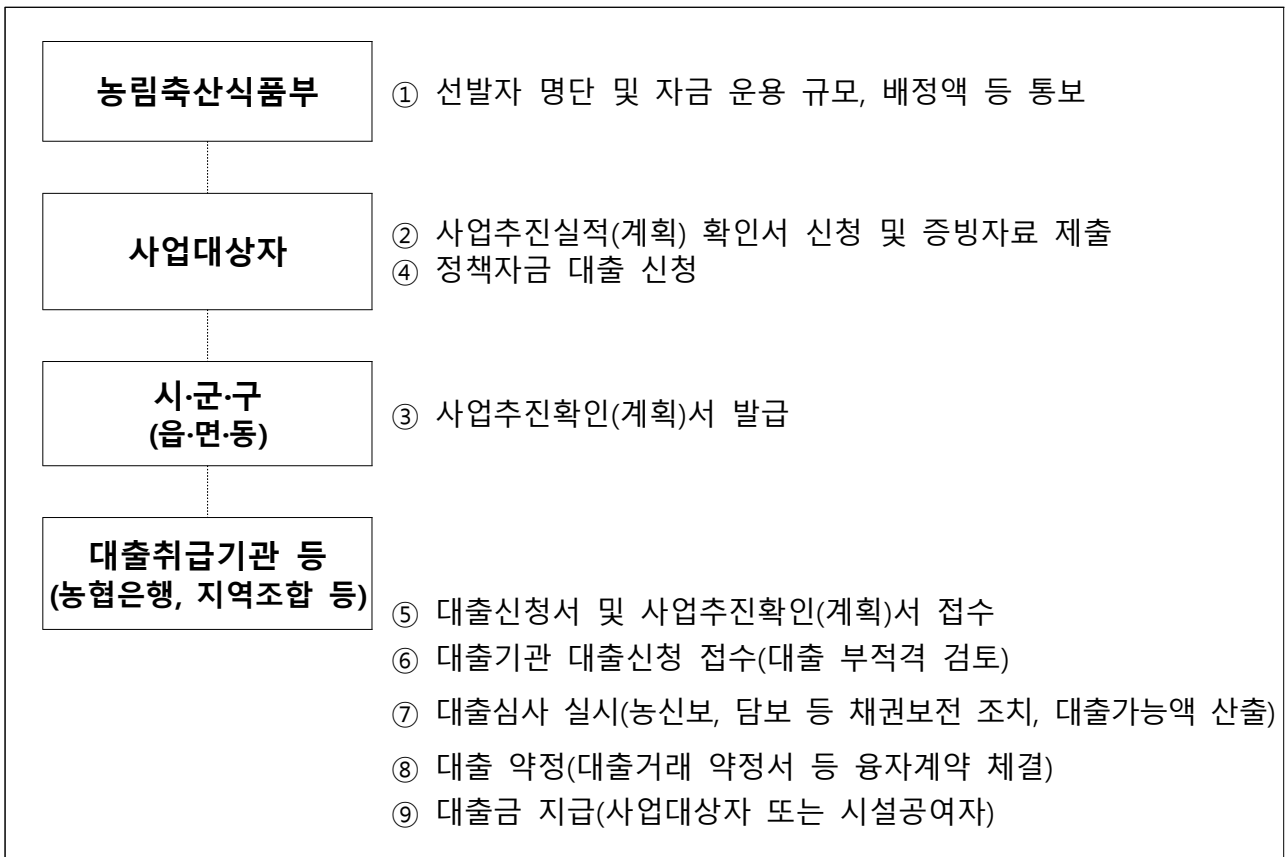 농림축산식품부
① 선발자 명단 및 자금 운용 규모, 배정액 등 통보
사업대상자
② 사업추진실적(계획) 확인서 신청 및 증빙자료 제출
④ 정책자금 대출 신청
시·군·구
(읍·면·동)
③ 사업추진확인(계획)서 발급
대출취급기관 등
(농협은행, 지역조합 등)
⑤ 대출신청서 및 사업추진확인(계획)서 접수
⑥ 대출기관 대출신청 접수(대출 부적격 검토)
⑦ 대출심사 실시(농신보, 담보 등 채권보전 조치, 대출가능액 산출)
⑧ 대출 약정(대출거래 약정서 등 융자계약 체결)
⑨ 대출금 지급(사업대상자 또는 시설공여자)